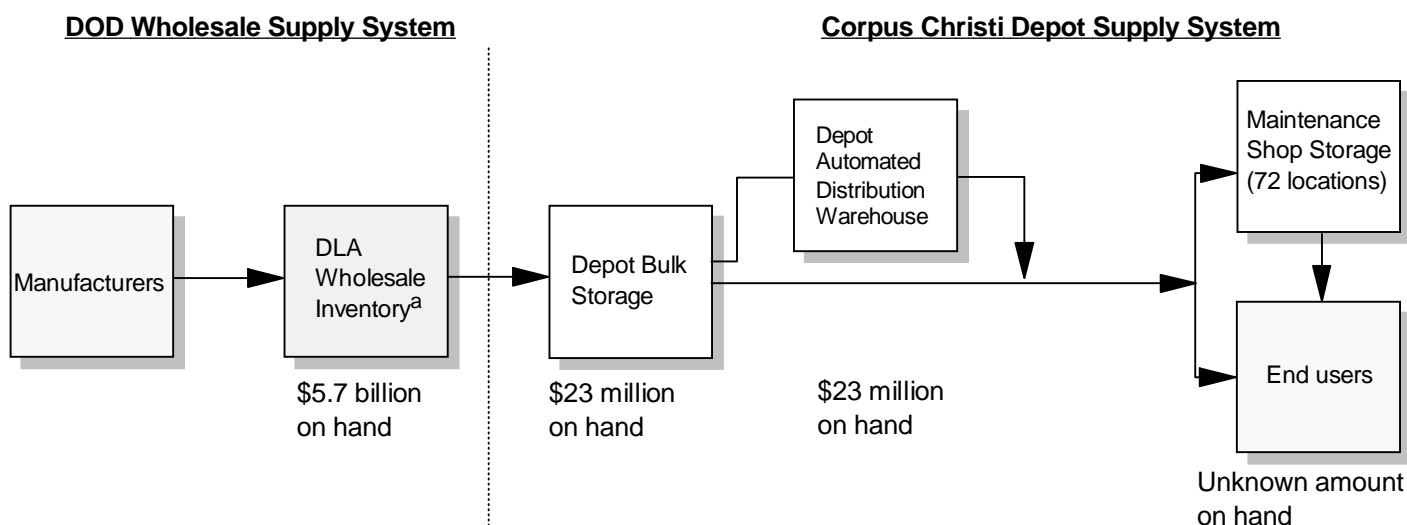 DOD Wholesale Supply System
Corpus Christi Depot Supply System
Manufacturers
DLA
Wholesale
Inventoryᵃ
$5.7 billion
on hand
Depot Bulk
Storage
$23 million
on hand
Depot
Automated
Distribution
Warehouse
$23 million
on hand
Maintenance
Shop Storage
(72 locations)
End users
Unknown amount
on hand